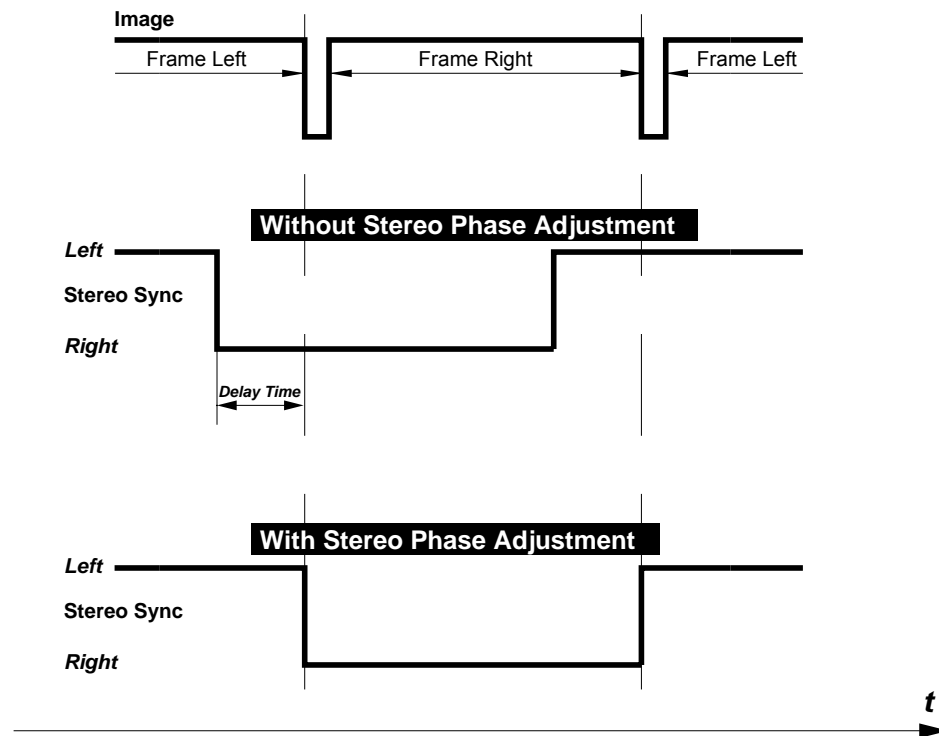 Image
Frame Left Frame Right Frame Left
Without Stereo Phase Adjustment
Left
Stereo Sync
Right
Delay Time
With Stereo Phase Adjustment
Left
Stereo Sync
Right
t